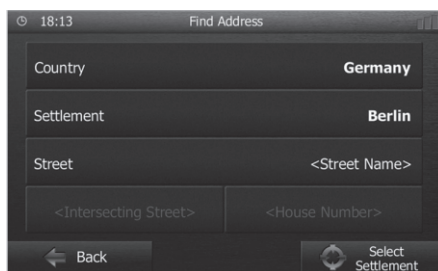 18:13 Find Address
Country Germany
Settlement Berlin
Street <Street Name>
<Intersecting Street> <House Number>
Back Select
Settlement